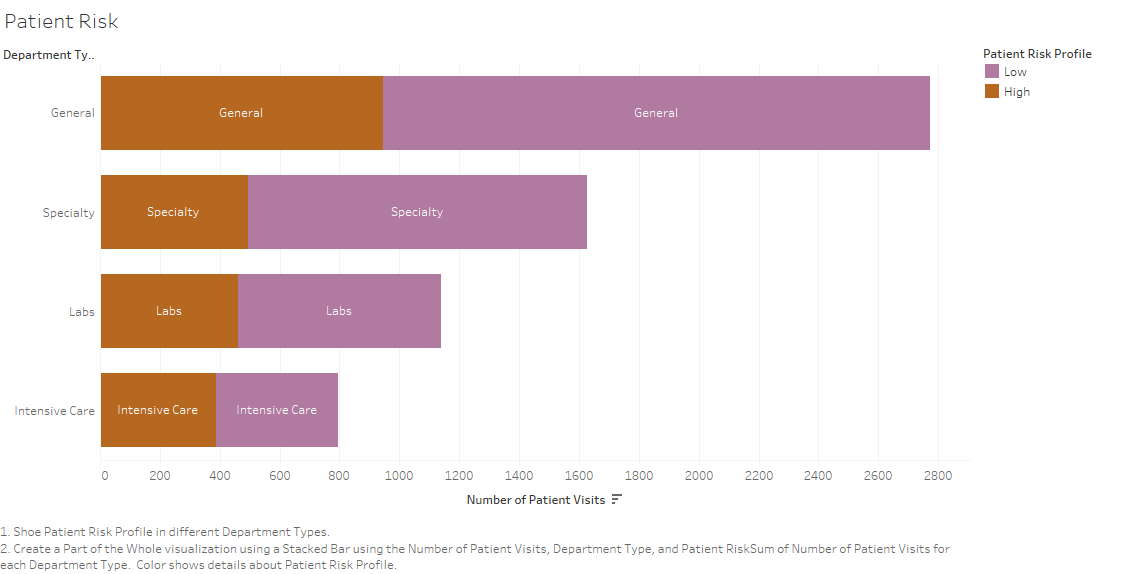 Patient Risk
Department Ty..
Patient Risk Profile
Low
High
General
General
General
Specialty
Specialty
Specialty
Labs
Labs
Labs
Intensive Care
Intensive Care
Intensive Care
0 200 400 600 800 1000 1200 1400 1600 1800 2000 2200 2400 2600 2800
Number of Patient Visits
1. Shoe Patient Risk Profile in different Department Types.
2. Create a Part of the Whole visualization using a Stacked Bar using the Number of Patient Visits, Department Type, and Patient RiskSum of Number of Patient Visits for
each Department Type. Color shows details about Patient Risk Profile.